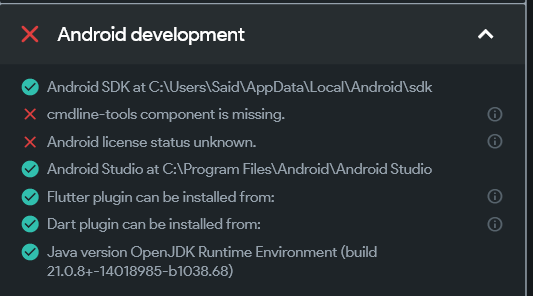 Android development
Android SDK at C:\Users\Said\AppData\Local\Android\sdk
cmdline-tools component is missing.
Android license status unknown.
Android Studio at C:\Program Files\Android\Android Studio
Flutter plugin can be installed from:
Dart plugin can be installed from:
Java version OpenJDK Runtime Environment (build
21.0.8+-14018985-b1038.68)